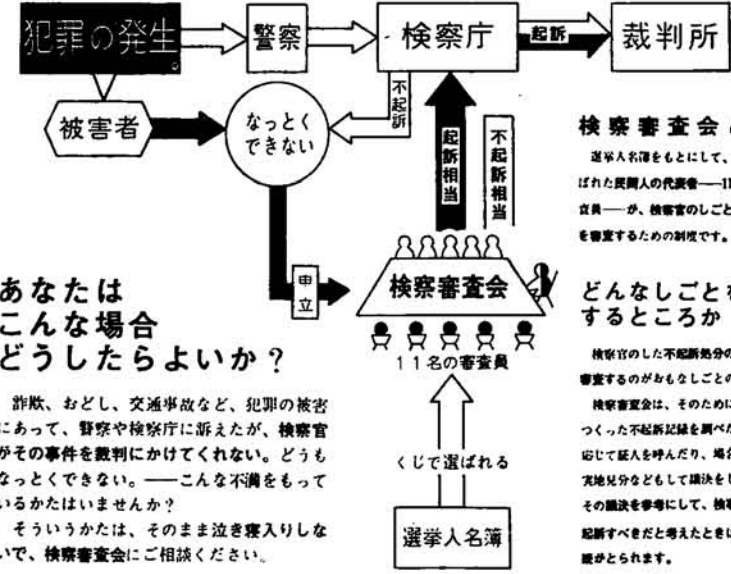 犯罪の発生
警察
検察庁
起訴
裁判所
不起訴
被害者
なっとく
できない
起訴相当
不起訴相当
申立
検察審査会
11名の審査員
くじで選ばれる
選挙人名簿
あなたは
こんな場合
どうしたらよいか?
詐欺、おどし、交通事故など、犯罪の被害
にあって、警察や検察庁に訴えたが、検察官
がその事件を裁判にかけてくれない。どうも
なっとくできない。――こんな不満をもって
いるかたはいませんか?
そういうかたは、そのまま泣き寝入りしな
いで、検察審査会にご相談ください。
検察審査会
選挙人名簿をもとにして、
ばれた民間人の代表者――11
査員――が、検察官のしごと
を審査するための制度です。
どんなしごとを
するところか
検察官のした不起訴処分の
審査するのがおもなしごとの
検察審査会は、そのために
つくった不起訴記録を調べた
応じて証人を呼んだり、場合
実地見分などもして議決をし
その議決を参考にして、検事
起訴すべきだと考えたときに
続がとられます。